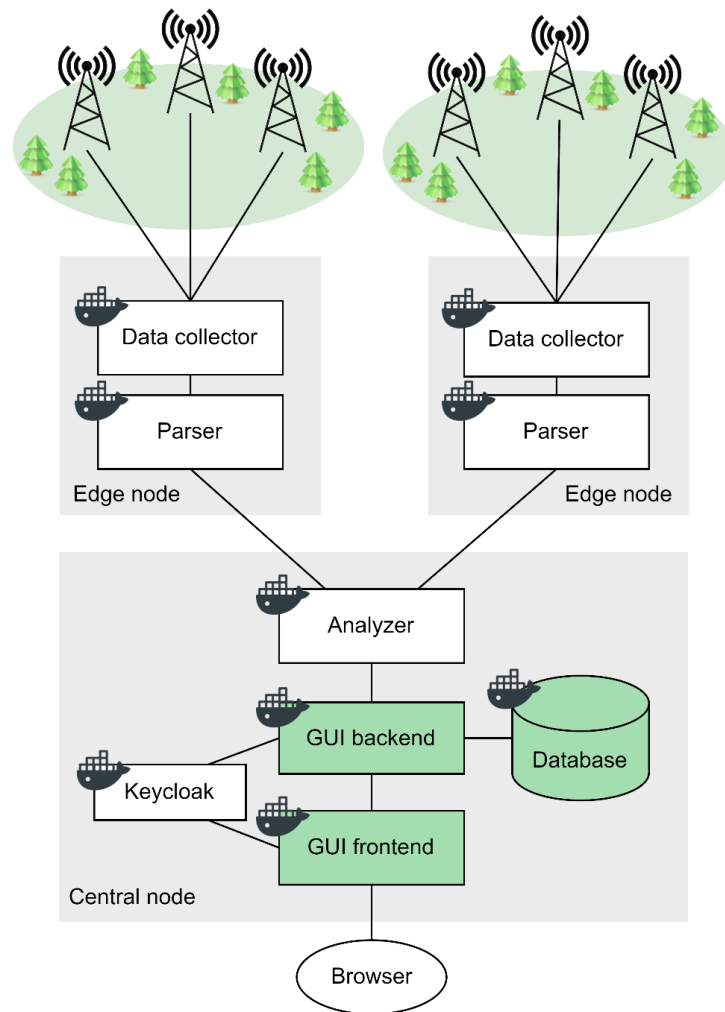 Data collector
Data collector
Parser
Parser
Edge node
Edge node
Analyzer
GUI backend
Database
Keycloak
GUI frontend
Central node
Browser